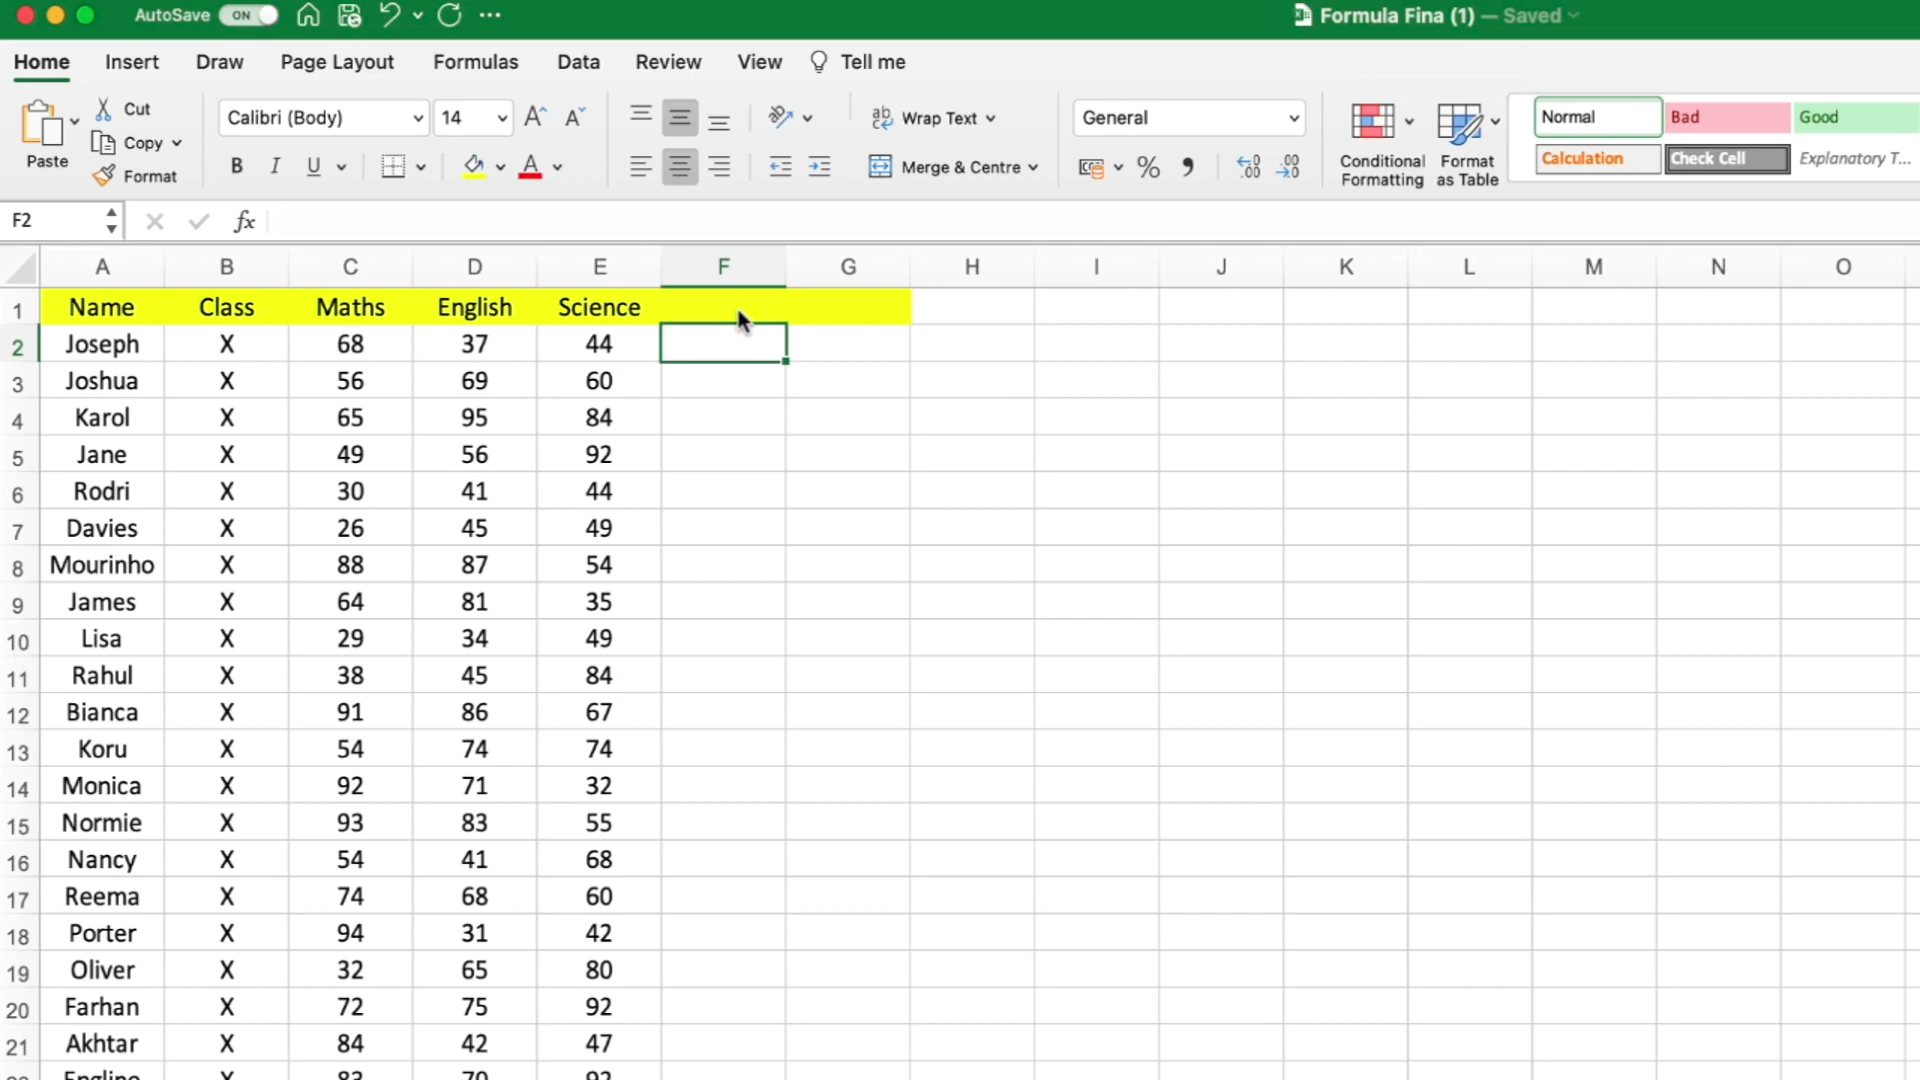 AutoSave ON Formula Fina (1) — Saved
Home Insert Draw Page Layout Formulas Data Review View Tell me
Paste Cut Copy Format
Calibri (Body) 14 Wrap Text General
B I U A Merge & Centre % Conditional Formatting Format as Table
Normal Bad Good
Calculation Check Cell Explanatory T...
F2 fx
A B C D E F G H I J K L M N O
1 Name Class Maths English Science
2 Joseph X 68 37 44
3 Joshua X 56 69 60
4 Karol X 65 95 84
5 Jane X 49 56 92
6 Rodri X 30 41 44
7 Davies X 26 45 49
8 Mourinho X 88 87 54
9 James X 64 81 35
10 Lisa X 29 34 49
11 Rahul X 38 45 84
12 Bianca X 91 86 67
13 Koru X 54 74 74
14 Monica X 92 71 32
15 Normie X 93 83 55
16 Nancy X 54 41 68
17 Reema X 74 68 60
18 Porter X 94 31 42
19 Oliver X 32 65 80
20 Farhan X 72 75 92
21 Akhtar X 84 42 47